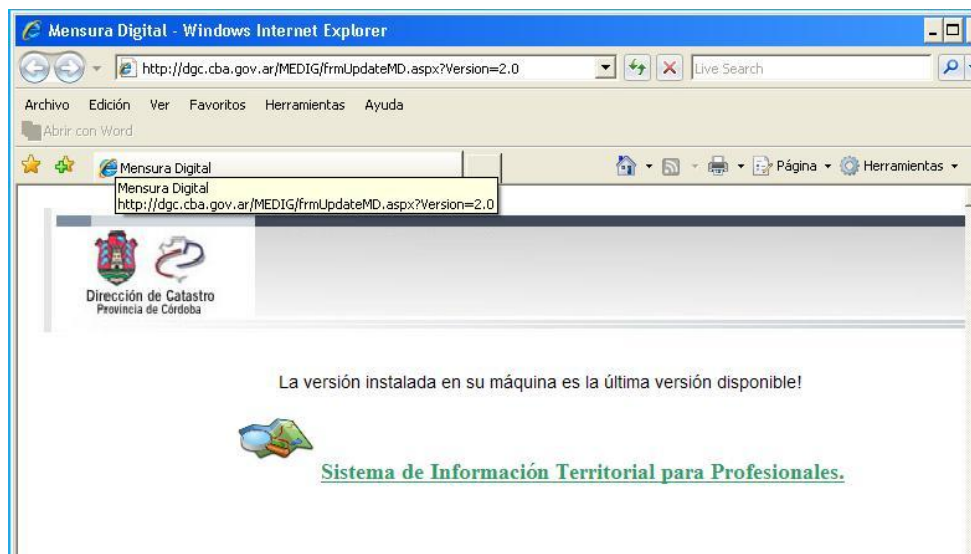 Mensura Digital - Windows Internet Explorer
http://dgc.cba.gov.ar/MEDIG/frmUpdateMD.aspx?Version=2.0
Live Search
Archivo Edición Ver Favoritos Herramientas Ayuda
Abrir con Word
Mensura Digital
Página
Herramientas
Mensura Digital
http://dgc.cba.gov.ar/MEDIG/frmUpdateMD.aspx?Version=2.0
Dirección de Catastro
Provincia de Córdoba
La versión instalada en su máquina es la última versión disponible!
Sistema de Información Territorial para Profesionales.